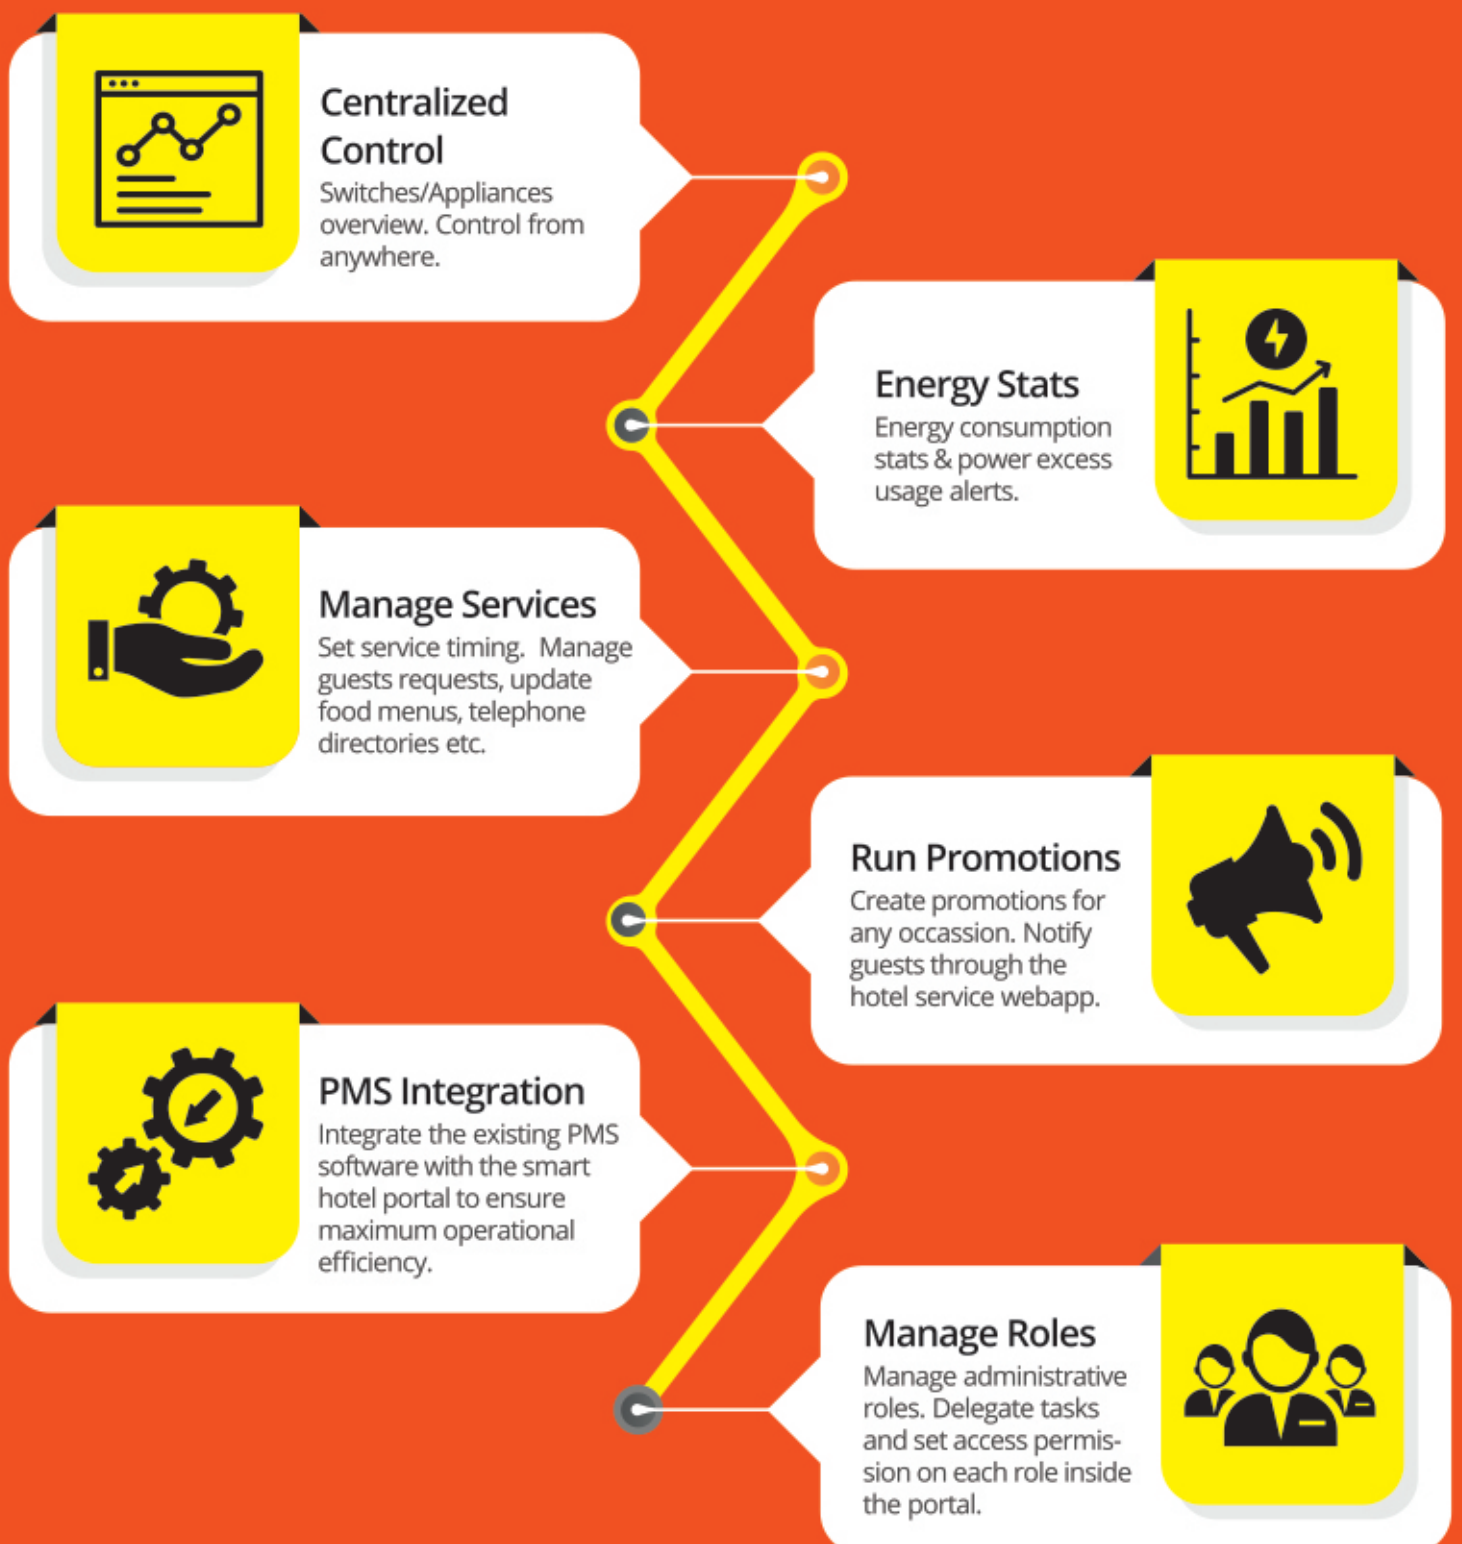 Centralized
Control
Switches/Appliances
overview. Control from
anywhere.
Energy Stats
Energy consumption
stats & power excess
usage alerts.
Manage Services
Set service timing.  Manage
guests requests, update
food menus, telephone
directories etc.
Run Promotions
Create promotions for
any occassion. Notify
guests through the
hotel service webapp.
PMS Integration
Integrate the existing PMS
software with the smart
hotel portal to ensure
maximum operational
efficiency.
Manage Roles
Manage administrative
roles. Delegate tasks
and set access permis-
sion on each role inside
the portal.